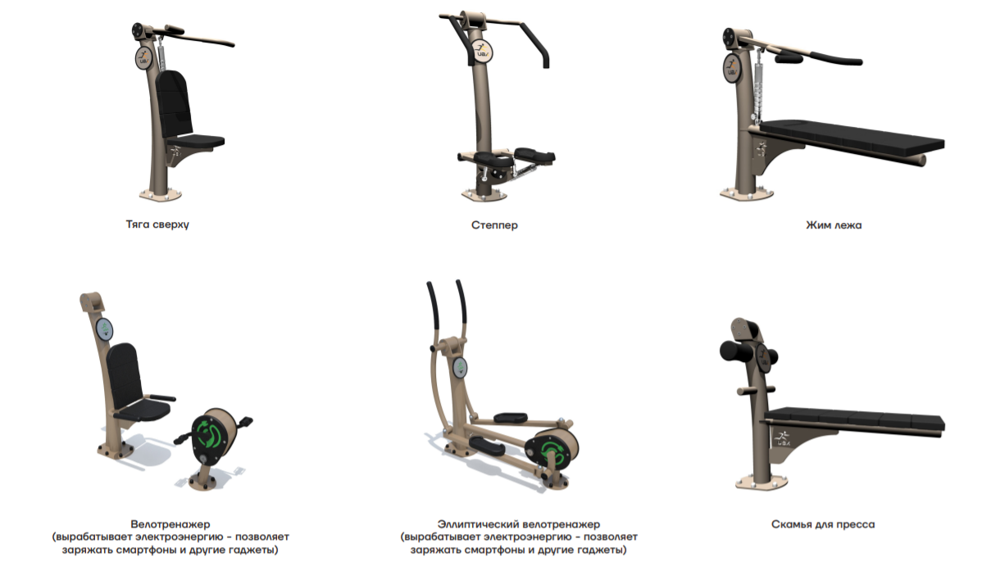 Тяга сверху
Степпер
Жим лежа
Велотренажер
(вырабатывает электроэнергию - позволяет
заряжать смартфоны и другие гаджеты)
Эллиптический велотренажер
(вырабатывает электроэнергию - позволяет
заряжать смартфоны и другие гаджеты)
Скамья для пресса